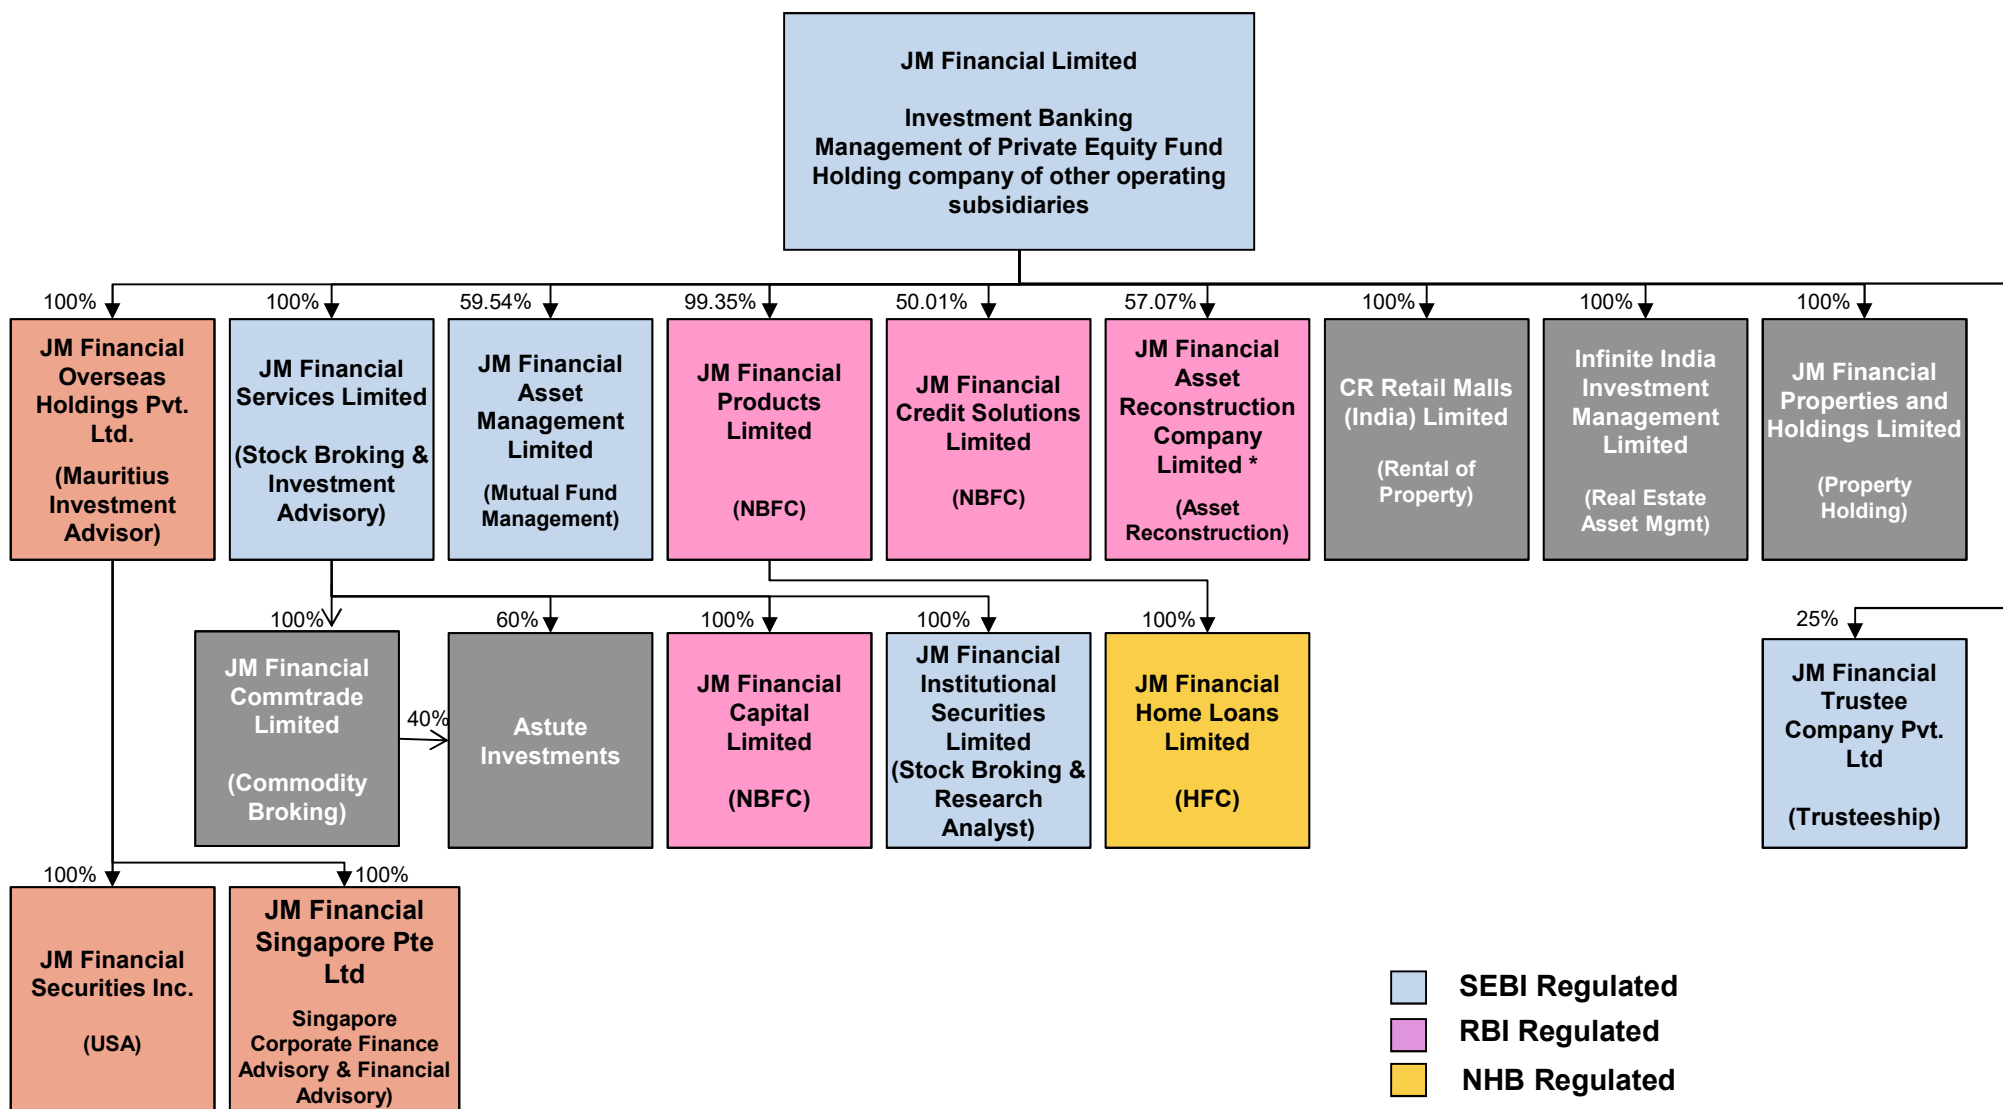 JM Financial Limited
Investment Banking
Management of Private Equity Fund
Holding company of other operating
subsidiaries
100%
100%
59.54%
99.35%
50.01%
57.07%
100%
100%
100%
JM Financial
Overseas
Holdings Pvt.
Ltd.
(Mauritius
Investment
Advisor)
JM Financial
Services Limited
(Stock Broking &
Investment
Advisory)
JM Financial
Asset
Management
Limited
(Mutual Fund
Management)
JM Financial
Products
Limited
(NBFC)
JM Financial
Credit Solutions
Limited
(NBFC)
JM Financial
Asset
Reconstruction
Company
Limited *
(Asset
Reconstruction)
CR Retail Malls
(India) Limited
(Rental of
Property)
Infinite India
Investment
Management
Limited
(Real Estate
Asset Mgmt)
JM Financial
Properties and
Holdings Limited
(Property
Holding)
100%
60%
100%
100%
100%
25%
JM Financial
Commtrade
Limited
(Commodity
Broking)
40%
Astute
Investments
JM Financial
Capital
Limited
(NBFC)
JM Financial
Institutional
Securities
Limited
(Stock Broking &
Research
Analyst)
JM Financial
Home Loans
Limited
(HFC)
JM Financial
Trustee
Company Pvt.
Ltd
(Trusteeship)
100%
100%
JM Financial
Securities Inc.
(USA)
JM Financial
Singapore Pte
Ltd
Singapore
Corporate Finance
Advisory & Financial
Advisory)
SEBI Regulated
RBI Regulated
NHB Regulated